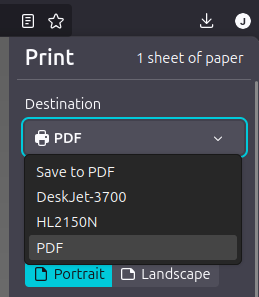 J
Print
1 sheet of paper
Destination
PDF
Save to PDF
DeskJet-3700
HL2150N
PDF
Portrait
Landscape